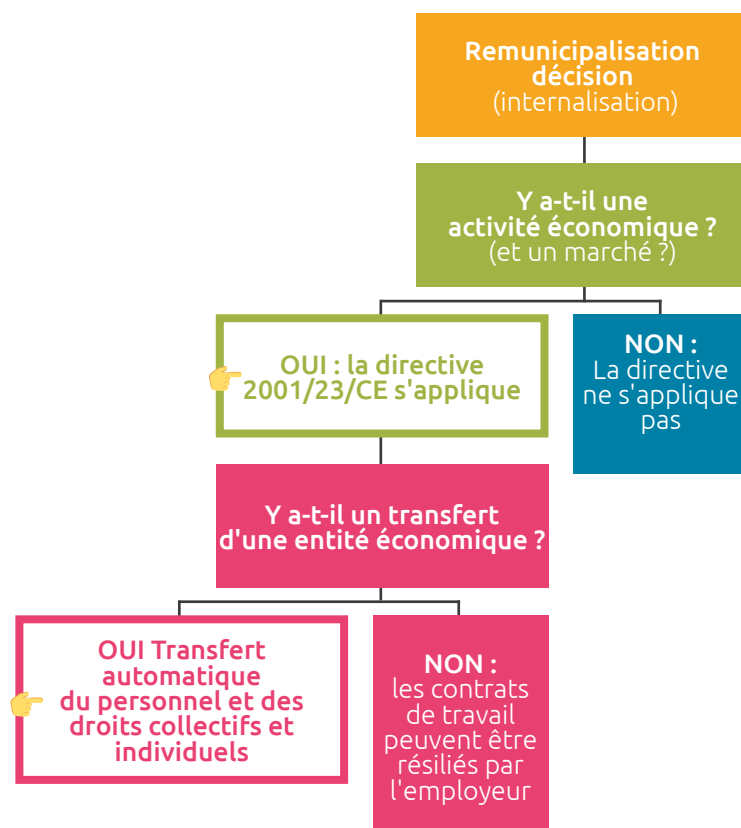 Remunicipalisation
décision
(internalisation)
Y a-t-il une
activité économique ?
(et un marché ?)
OUI : la directive
2001/23/CE s'applique
NON :
La directive
ne s'applique
pas
Y a-t-il un transfert
d'une entité économique ?
OUI Transfert
automatique
du personnel et des
droits collectifs et
individuels
NON :
les contrats
de travail
peuvent être
résiliés par
l'employeur